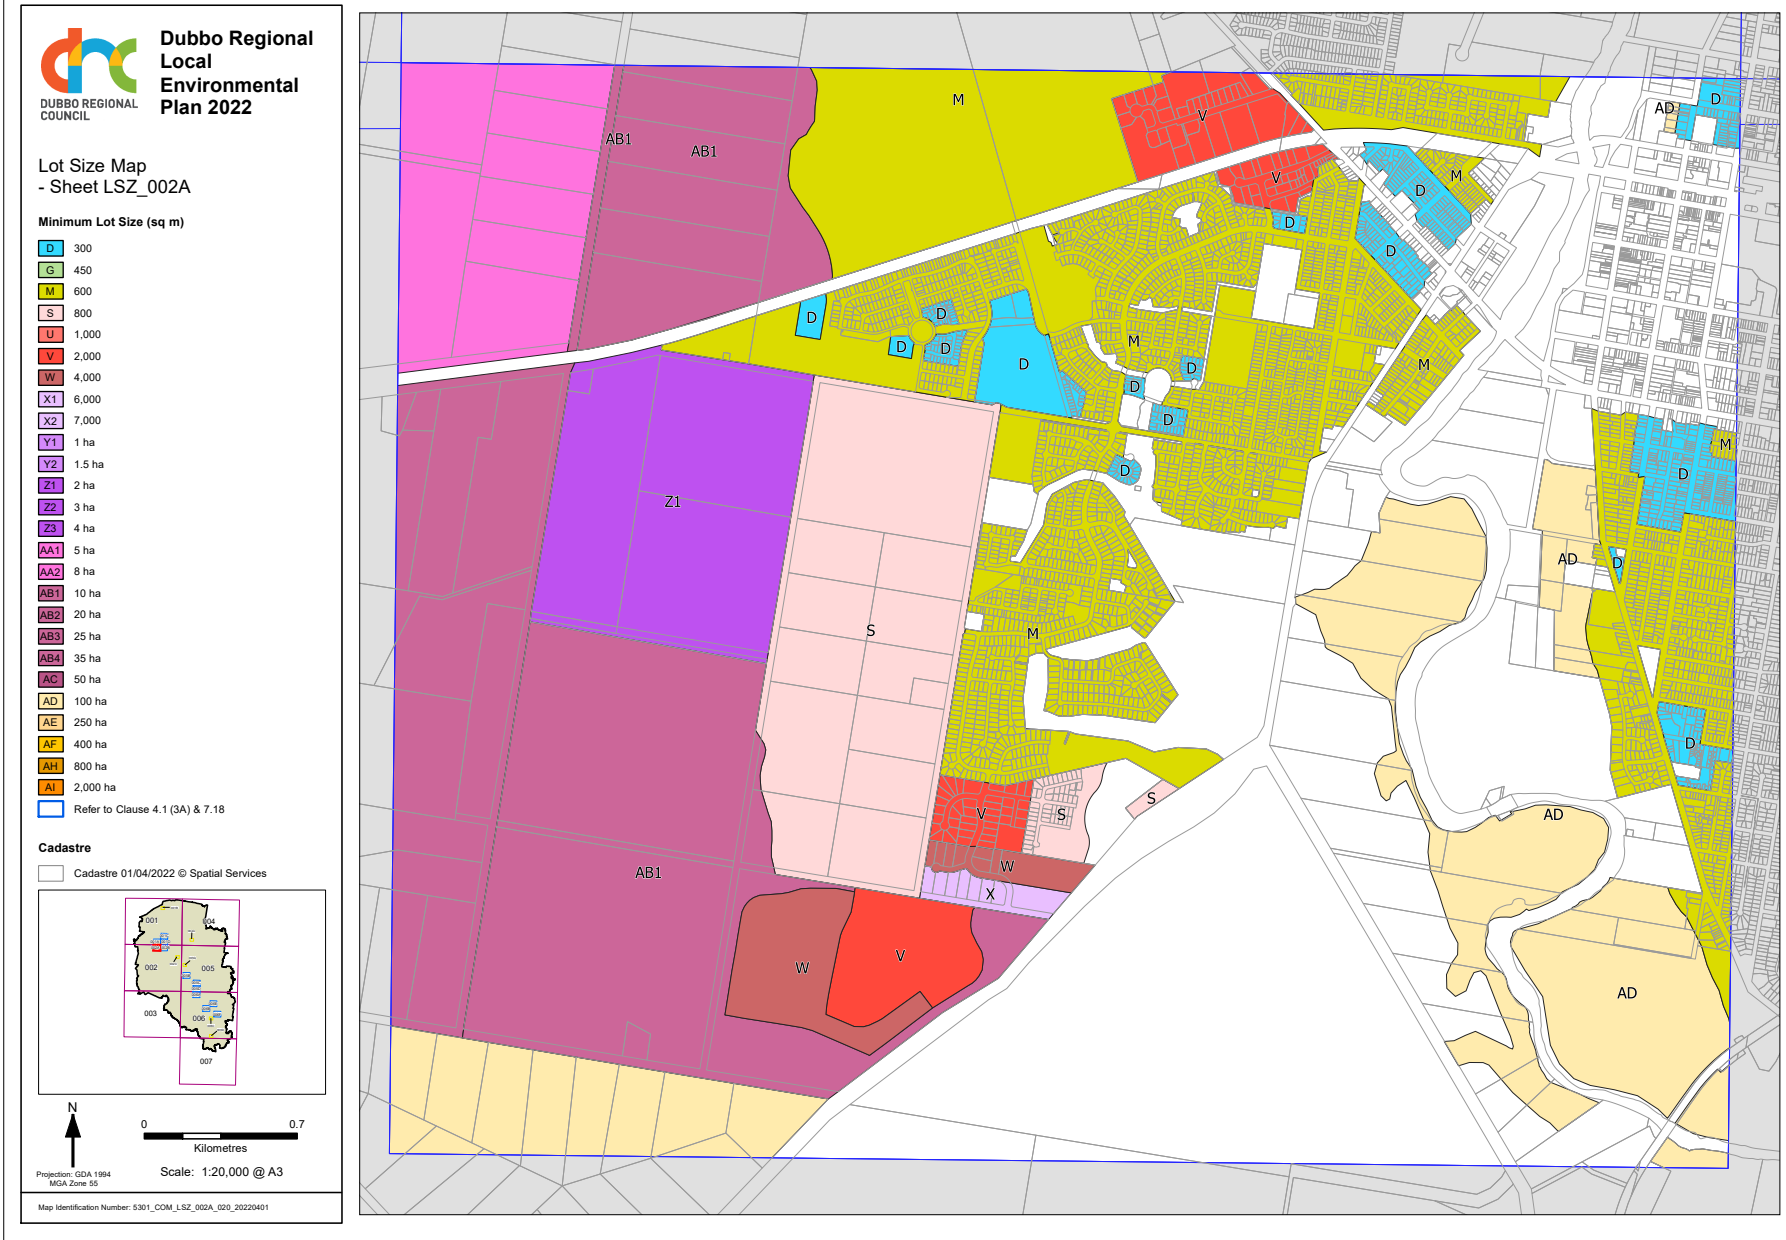 DUBBO REGIONAL
COUNCIL
Dubbo Regional
Local
Environmental
Plan 2022
Lot Size Map
- Sheet LSZ_002A
Minimum Lot Size (sq m)
D 300
G 450
M 600
S 800
U 1,000
V 2,000
W 4,000
X1 6,000
X2 7,000
Y1 1 ha
Y2 1.5 ha
Z1 2 ha
Z2 3 ha
Z3 4 ha
AA1 5 ha
AA2 8 ha
AB1 10 ha
AB2 20 ha
AB3 25 ha
AB4 35 ha
AC 50 ha
AD 100 ha
AE 250 ha
AF 400 ha
AH 800 ha
AI 2,000 ha
Refer to Clause 4.1 (3A) & 7.18
Cadastre
Cadastre 01/04/2022 © Spatial Services
001
004
002
005
003
006
007
N
0 0.7
Kilometres
Projection: GDA 1994
MGA Zone 55
Scale: 1:20,000 @ A3
Map Identification Number: 5301_COM_LSZ_002A_020_20220401
M
D
AD
V
AB1
AB1
M
V
D
D
D
D
D
D
D
M
D
D
D
M
D
D
M
D
D
Z1
AD
D
S
M
D
S
V
S
AD
W
AB1
X
V
W
AD